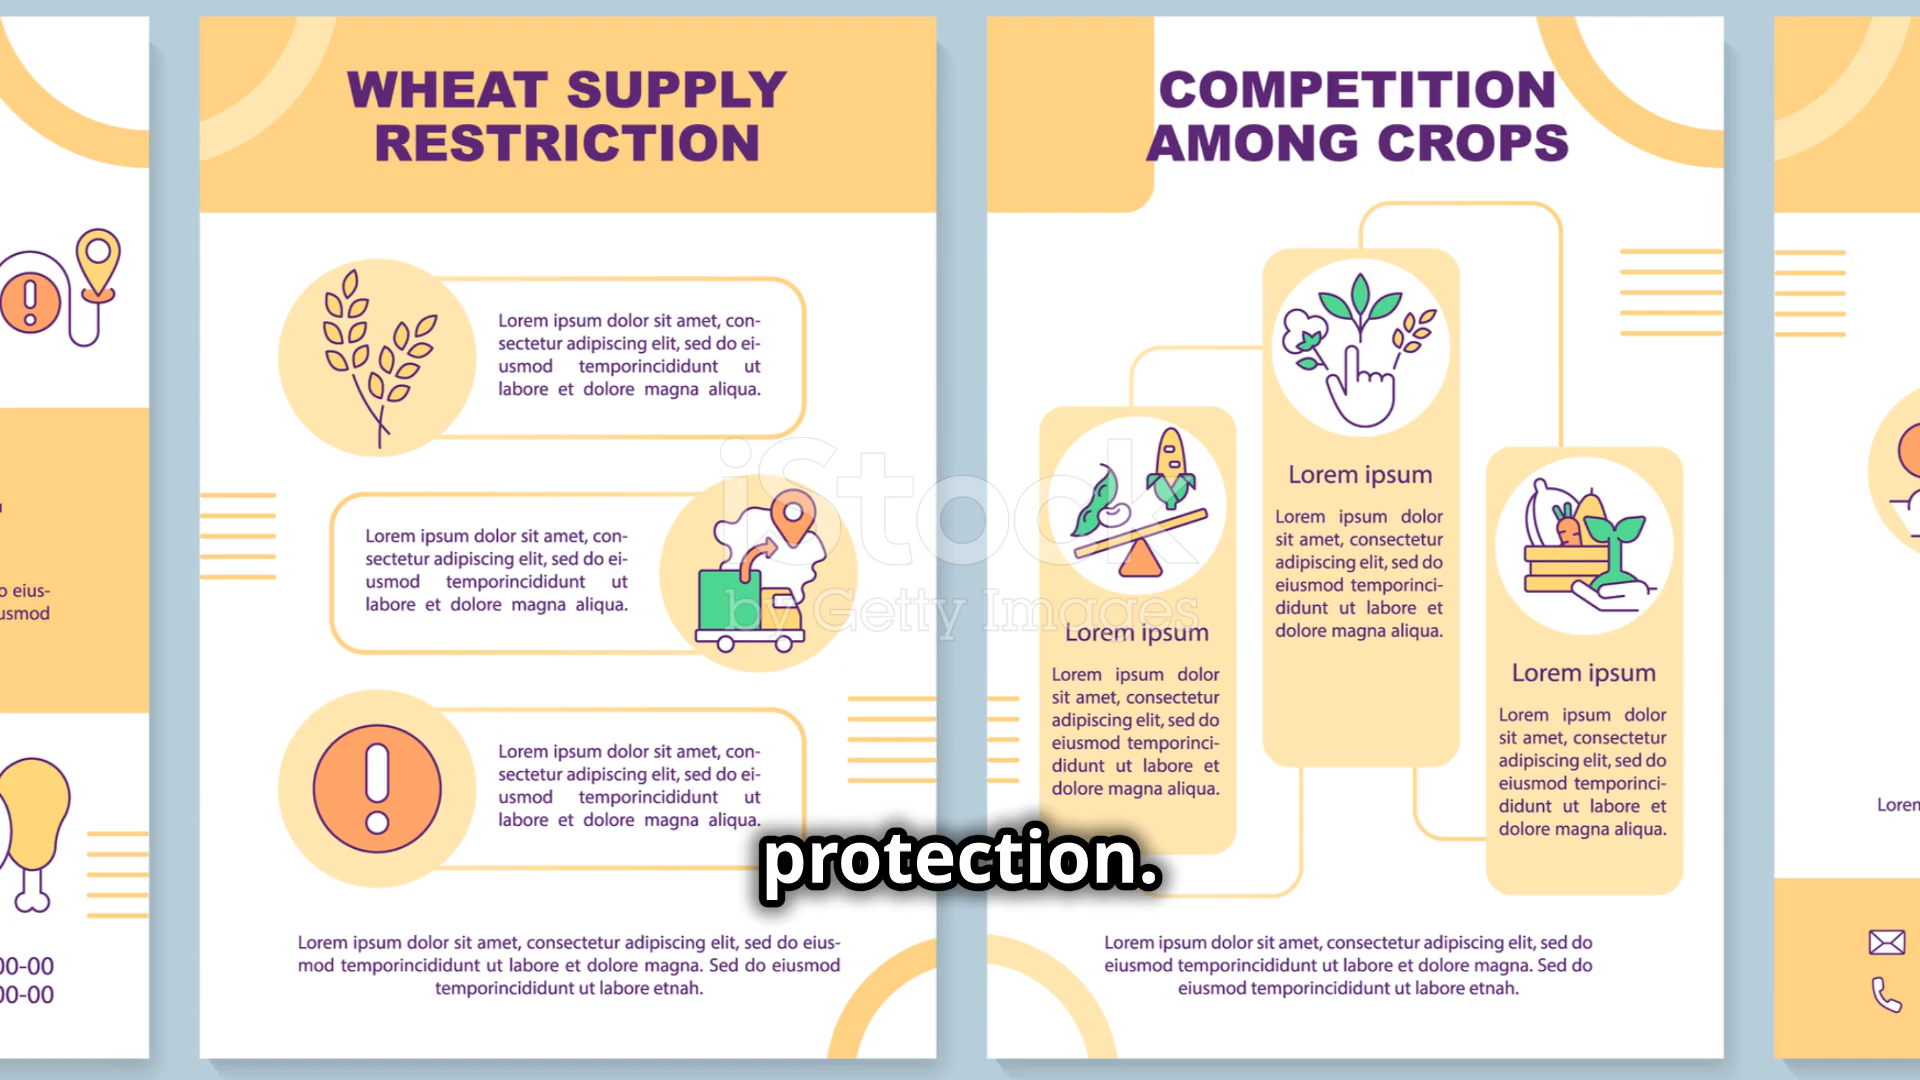 WHEAT SUPPLY
RESTRICTION
Lorem ipsum dolor sit amet, con-
sectetur adipiscing elit, sed do ei-
usmod temporincididunt ut
labore et dolore magna aliqua.
Lorem ipsum dolor sit amet, con-
sectetur adipiscing elit, sed do ei-
usmod temporincididunt ut
labore et dolore magna aliqua.
Lorem ipsum dolor sit amet, con-
sectetur adipiscing elit, sed do ei-
usmod temporincididunt ut
labore et dolore magna aliqua.
Lorem ipsum dolor sit amet, consectetur adipiscing elit, sed do eius-
mod temporincididunt ut labore et dolore magna. Sed do eiusmod
temporincididunt ut labore etnah.
COMPETITION
AMONG CROPS
Lorem ipsum
Lorem ipsum dolor
sit amet, consectetur
adipiscing elit, sed do
eiusmod temporinci-
didunt ut labore et
dolore magna aliqua.
Lorem ipsum
Lorem ipsum dolor
sit amet, consectetur
adipiscing elit, sed do
eiusmod temporinci-
didunt ut labore et
dolore magna aliqua.
Lorem ipsum
Lorem ipsum dolor
sit amet, consectetur
adipiscing elit, sed do
eiusmod temporinci-
didunt ut labore et
dolore magna aliqua.
Lorem ipsum dolor sit amet, consectetur adipiscing elit, sed do
eiusmod temporincididunt ut labore et dolore magna. Sed do
eiusmod temporincididunt ut labore etnah.
o eius-
usmod
00-00
00-00
Lorem
iStock
by Getty Images
protection.